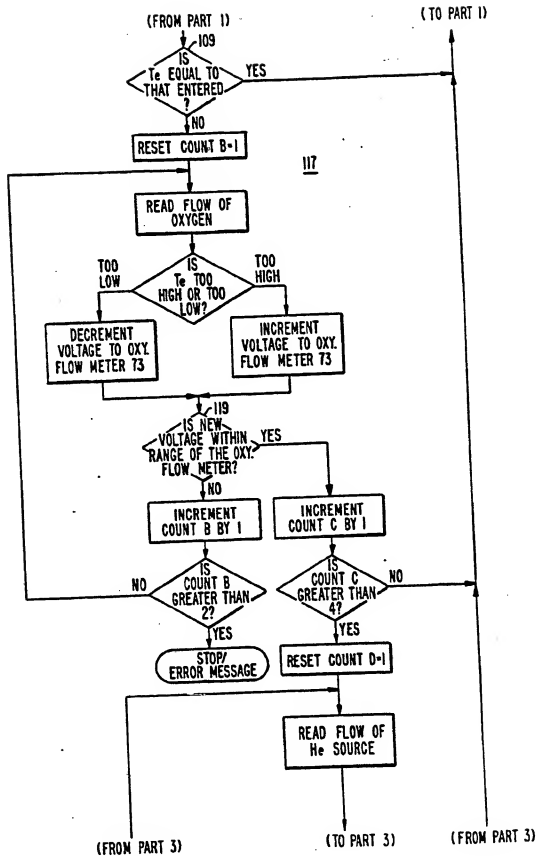 (FROM PART 1)
(TO PART 1)
109
IS
Te EQUAL TO
THAT ENTERED
?
YES
NO
RESET COUNT B=1
117
READ FLOW OF
OXYGEN
IS
Te TOO
HIGH OR TOO
LOW?
TOO
LOW
TOO
HIGH
DECREMENT
VOLTAGE TO OXY.
FLOW METER 73
INCREMENT
VOLTAGE TO OXY.
FLOW METER 73
119
IS NEW
VOLTAGE WITHIN
RANGE OF THE OXY.
FLOW METER?
YES
NO
INCREMENT
COUNT B BY 1
INCREMENT
COUNT C BY 1
IS
COUNT B
GREATER THAN
2?
NO
YES
IS
COUNT C
GREATER THAN
4?
NO
YES
STOP/
ERROR MESSAGE
RESET COUNT D=1
READ FLOW OF
He SOURCE
(FROM PART 3)
(TO PART 3)
(FROM PART 3)